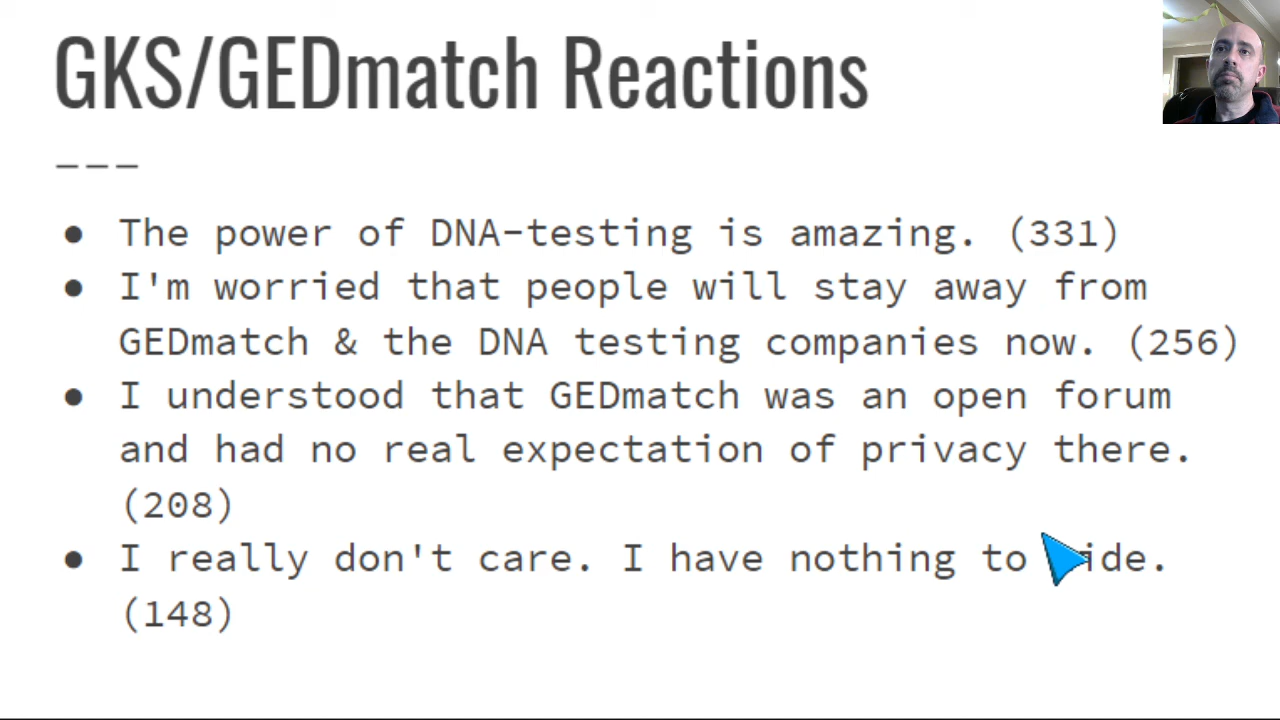 GKS/GEDmatch Reactions
---
● The power of DNA-testing is amazing. (331)
● I'm worried that people will stay away from
GEDmatch & the DNA testing companies now. (256)
● I understood that GEDmatch was an open forum
and had no real expectation of privacy there.
(208)
● I really don't care. I have nothing to hide.
(148)